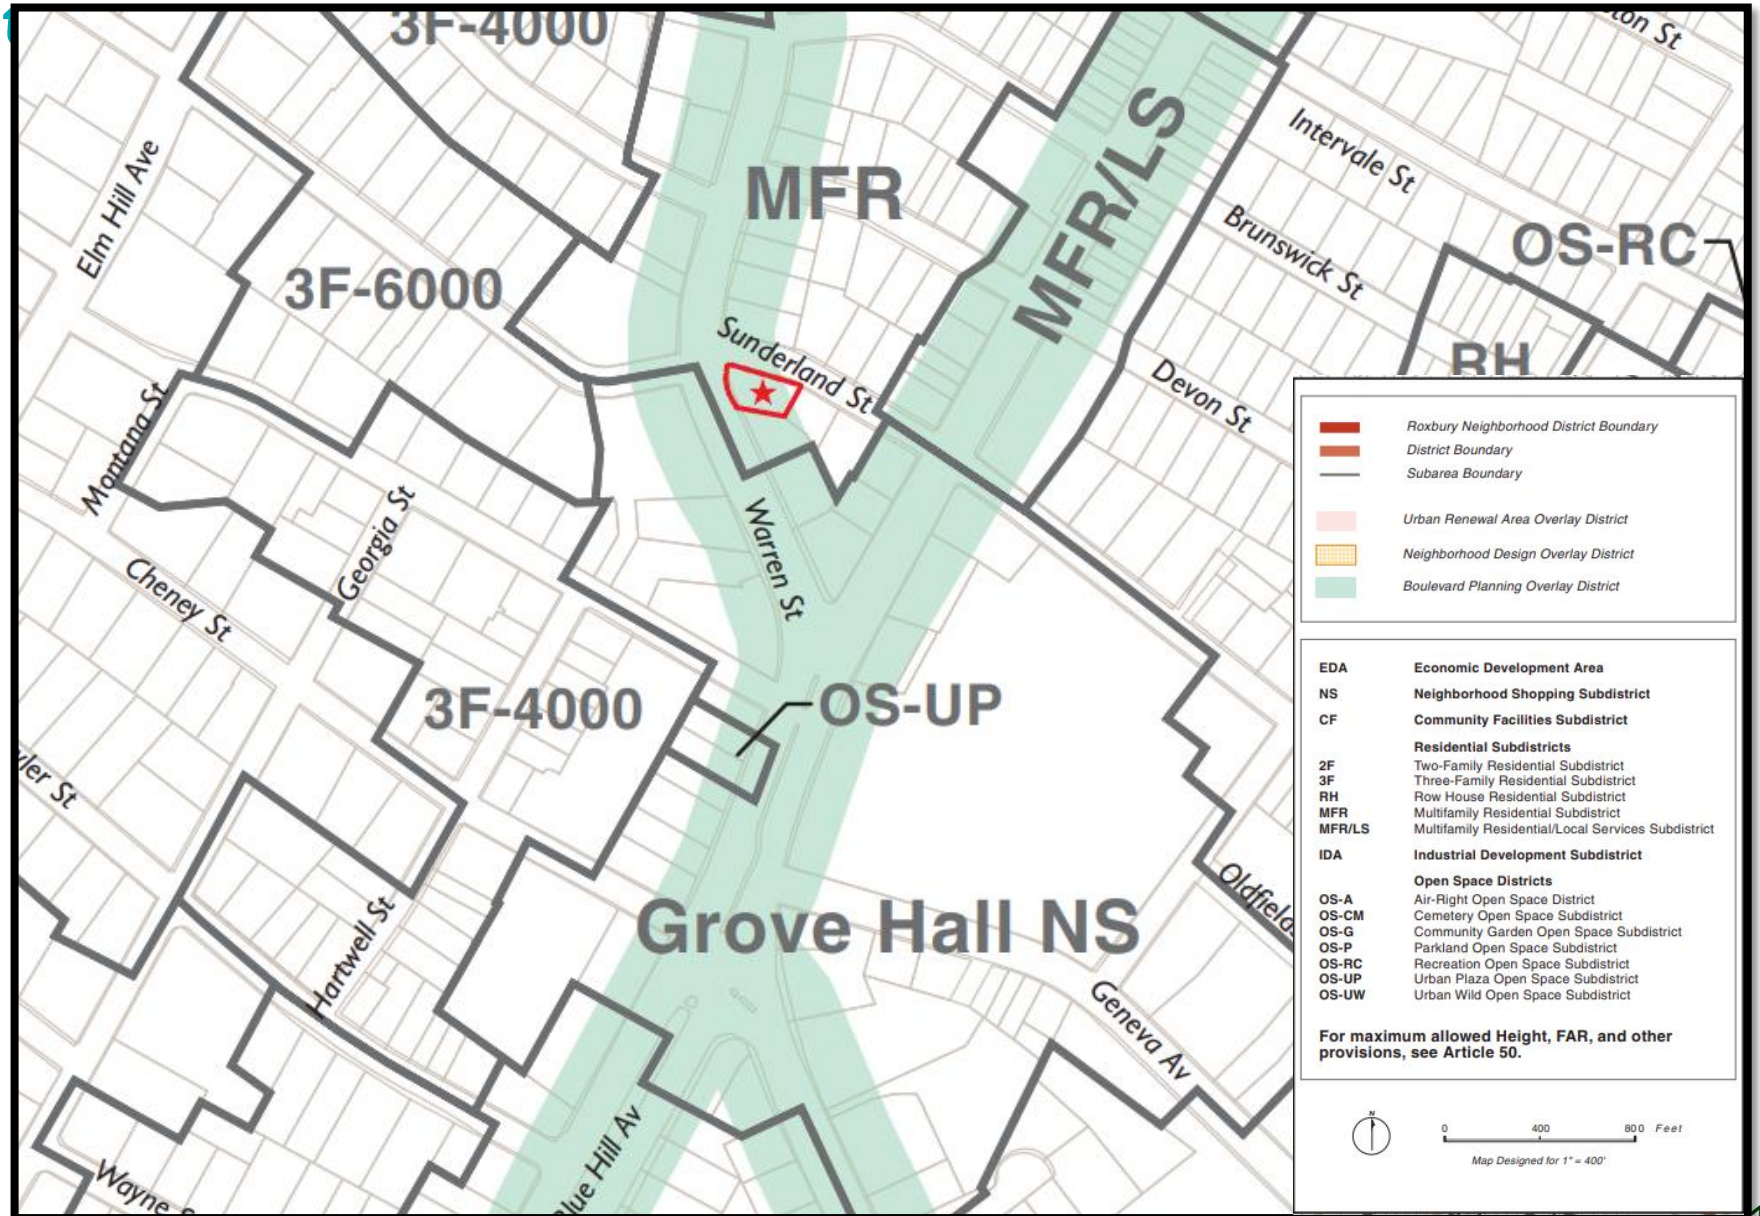 3F-4000
MFR
MFR/LS
Elm Hill Ave
3F-6000
Intervale St
Brunswick St
OS-RC
Sunderland St
RH
Devon St
Montana St
Georgia St
Warren St
Cheney St
3F-4000
OS-UP
Grove Hall NS
Hartwell St
Geneva Av
Hill Av
Wayne
Roxbury Neighborhood District Boundary
District Boundary
Subarea Boundary
Urban Renewal Area Overlay District
Neighborhood Design Overlay District
Boulevard Planning Overlay District
EDA Economic Development Area
NS Neighborhood Shopping Subdistrict
CF Community Facilities Subdistrict
Residential Subdistricts
2F Two-Family Residential Subdistrict
3F Three-Family Residential Subdistrict
RH Row House Residential Subdistrict
MFR Multifamily Residential Subdistrict
MFR/LS Multifamily Residential/Local Services Subdistrict
IDA Industrial Development Subdistrict
Open Space Districts
OS-A Air-Right Open Space District
OS-CM Cemetery Open Space Subdistrict
OS-G Community Garden Open Space Subdistrict
OS-P Parkland Open Space Subdistrict
OS-RC Recreation Open Space Subdistrict
OS-UP Urban Plaza Open Space Subdistrict
OS-UW Urban Wild Open Space Subdistrict
For maximum allowed Height, FAR, and other
provisions, see Article 50.
N
0 400 800 Feet
Map Designed for 1" = 400'